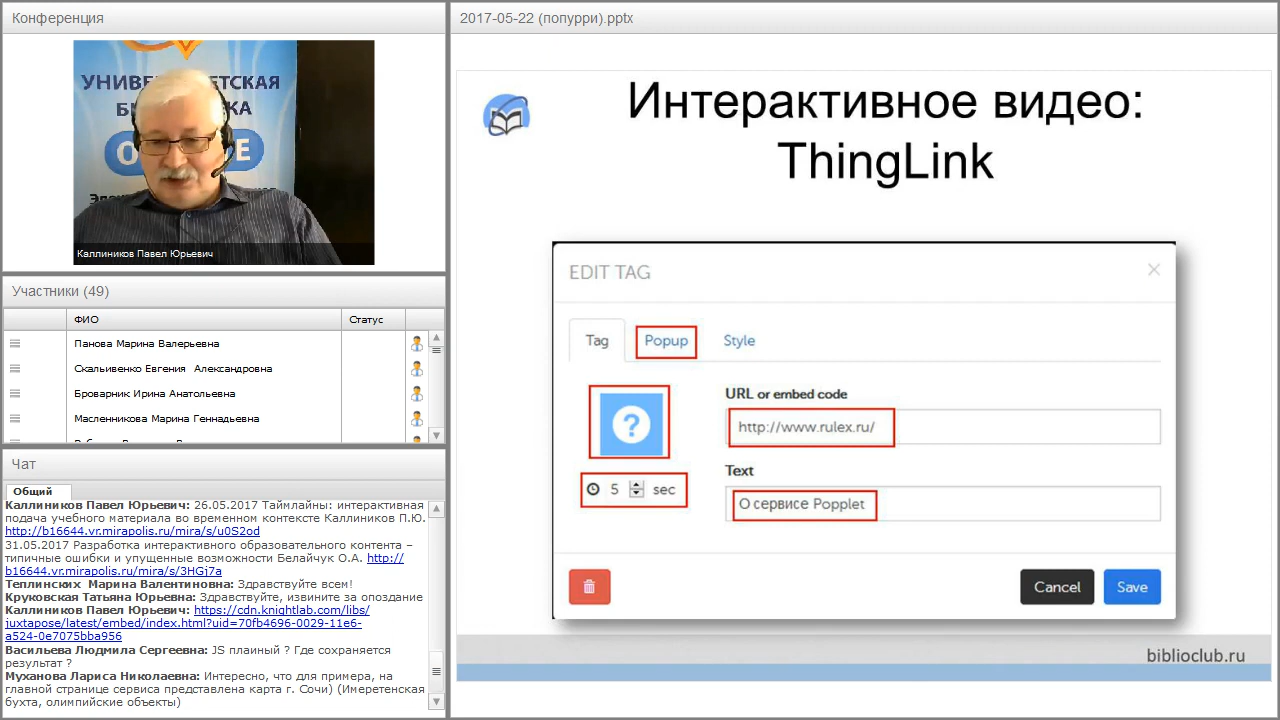 Конференция
УНИВЕ
ТСКАЯ
Каллиников Павел Юрьевич
Участники (49)
ФИО
Статус
Панова Марина Валерьевна
Скальивенко Евгения Александровна
Броварник Ирина Анатольевна
Масленникова Марина Геннадьевна
Чат
Общий
Каллиников Павел Юрьевич: 26.05.2017 Таймлайны: интерактивная
подача учебного материала во временном контексте Каллиников П.Ю.
http://b16644.vr.mirapolis.ru/mira/s/u0S2od
31.05.2017 Разработка интерактивного образовательного контента –
типичные ошибки и упущенные возможности Белайчук О.А. http://
b16644.vr.mirapolis.ru/mira/s/3HGj7a
Теплинских Марина Валентиновна: Здравствуйте всем!
Круковская Татьяна Юрьевна: Здравствуйте, извините за опоздание
Каллиников Павел Юрьевич: https://cdn.knightlab.com/libs/
juxtapose/latest/embed/index.html?uid=70fb4696-0029-11e6-
a524-0e7075bba956
Васильева Людмила Сергеевна: JS плаиный ? Где сохраняется
результат ?
Муханова Лариса Николаевна: Интересно, что для примера, на
главной странице сервиса представлена карта г. Сочи) (Имеретенская
бухта, олимпийские объекты)
2017-05-22 (попурри).pptx
Интерактивное видео:
ThingLink
EDIT TAG
×
Tag
Popup
Style
?
URL or embed code
http://www.rulex.ru/
5 sec
Text
О сервисе Popplet
Cancel
Save
biblioclub.ru